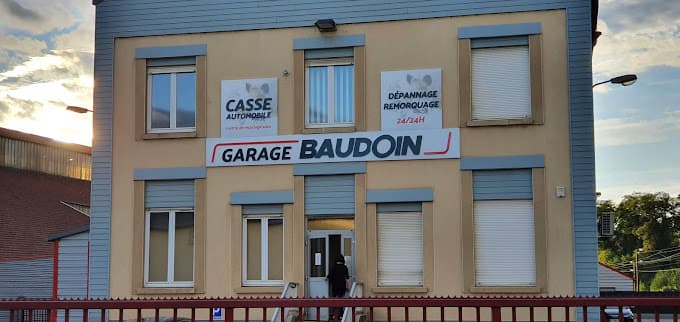 CASSE
AUTOMOBILE
DÉPANNAGE
REMORQUAGE
24/24H
GARAGE BAUDOIN